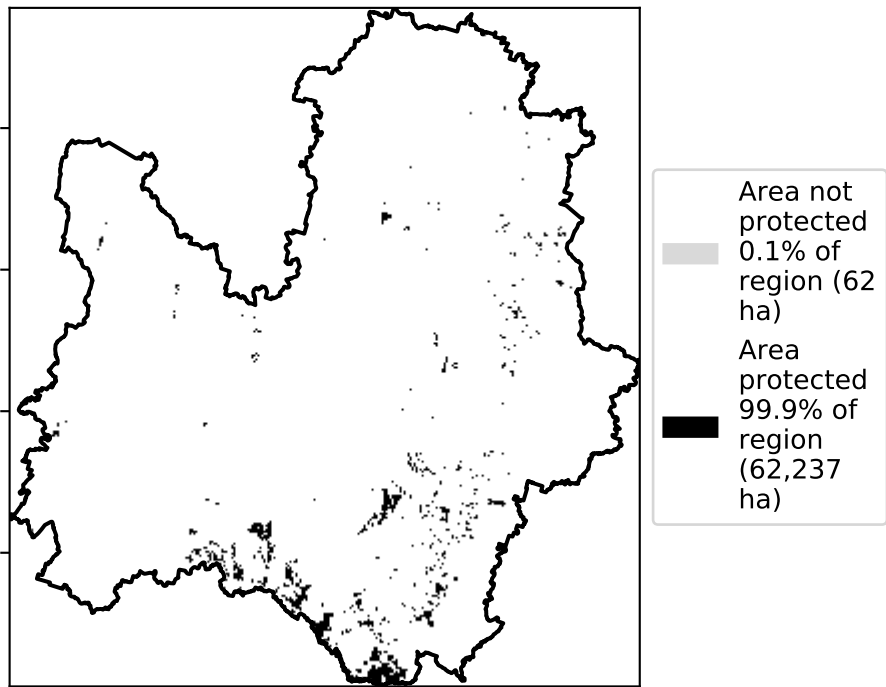 Area not
protected
0.1% of
region (62
ha)
Area
protected
99.9% of
region
(62,237
ha)